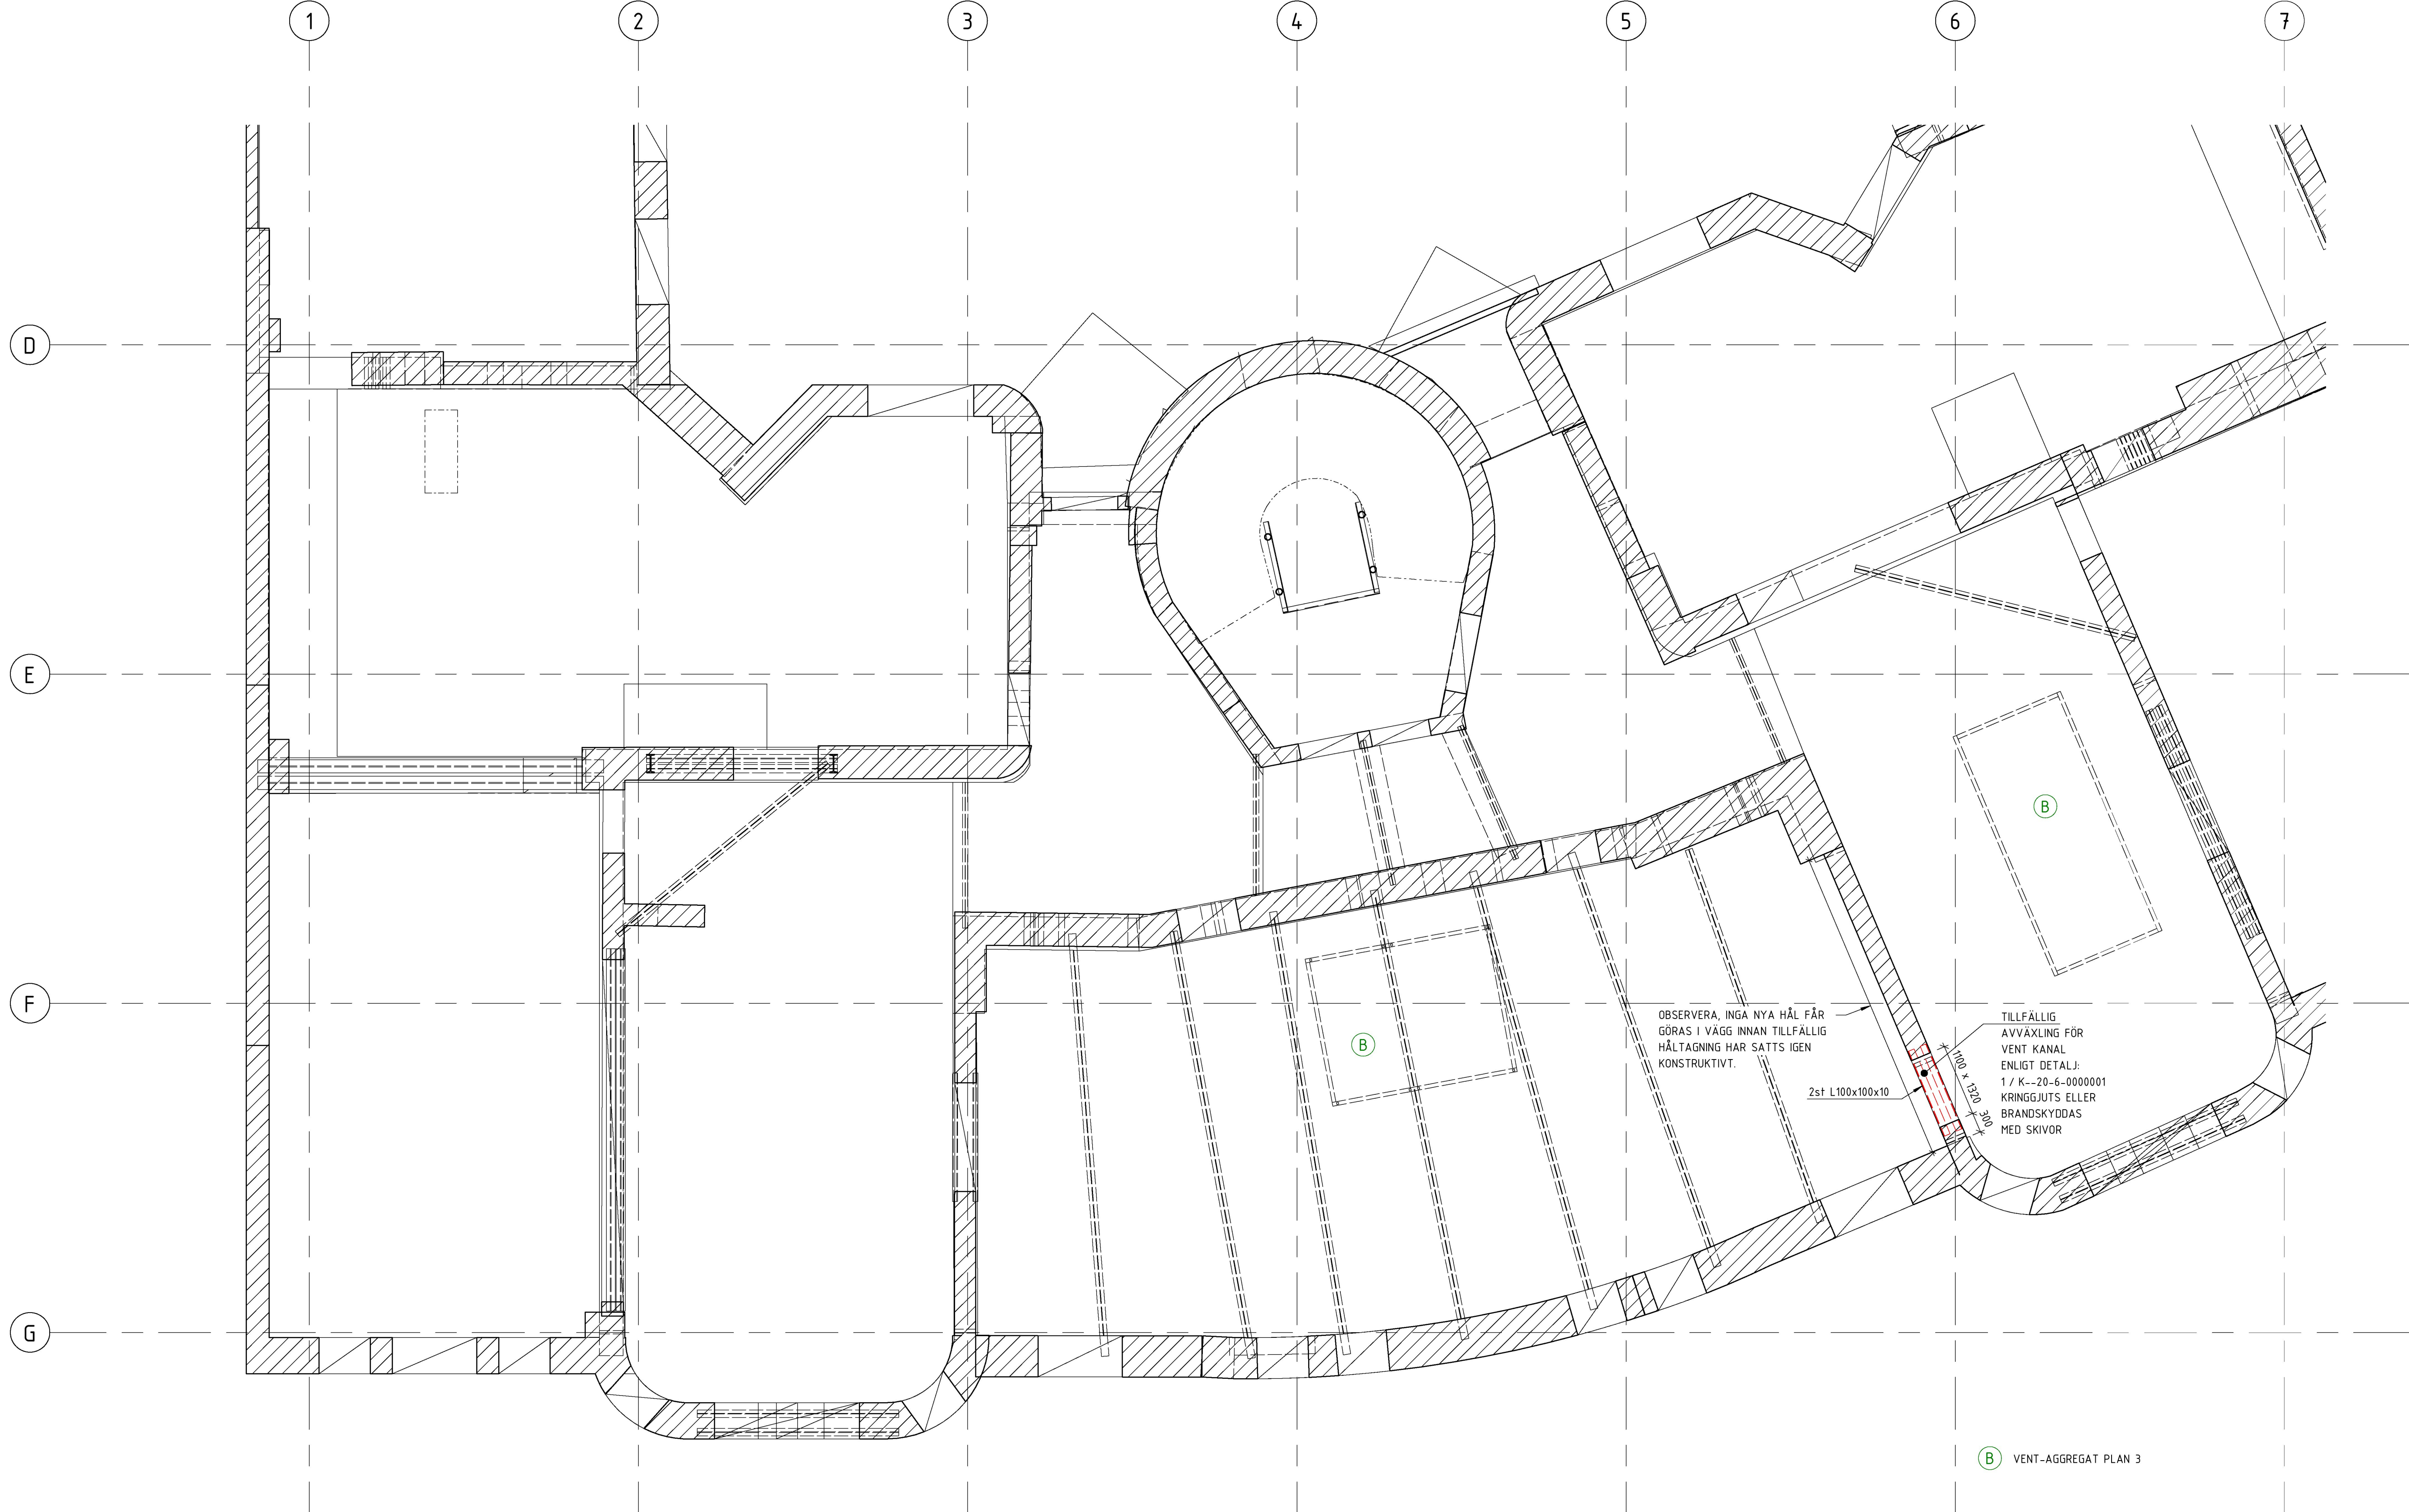 1
2
3
4
5
6
7
D
E
F
G
B
B
OBSERVERA, INGA NYA HÅL FÅR
GÖRAS I VÄGG INNAN TILLFÄLLIG
HÅLTAGNING HAR SATTS IGEN
KONSTRUKTIVT.
2st L100x100x10
1100 x 1320
300
TILLFÄLLIG
AVVÄXLING FÖR
VENT KANAL
ENLIGT DETALJ:
1 / K--20-6-0000001
KRINGGJUTS ELLER
BRANDSKYDDAS
MED SKIVOR
B VENT-AGGREGAT PLAN 3